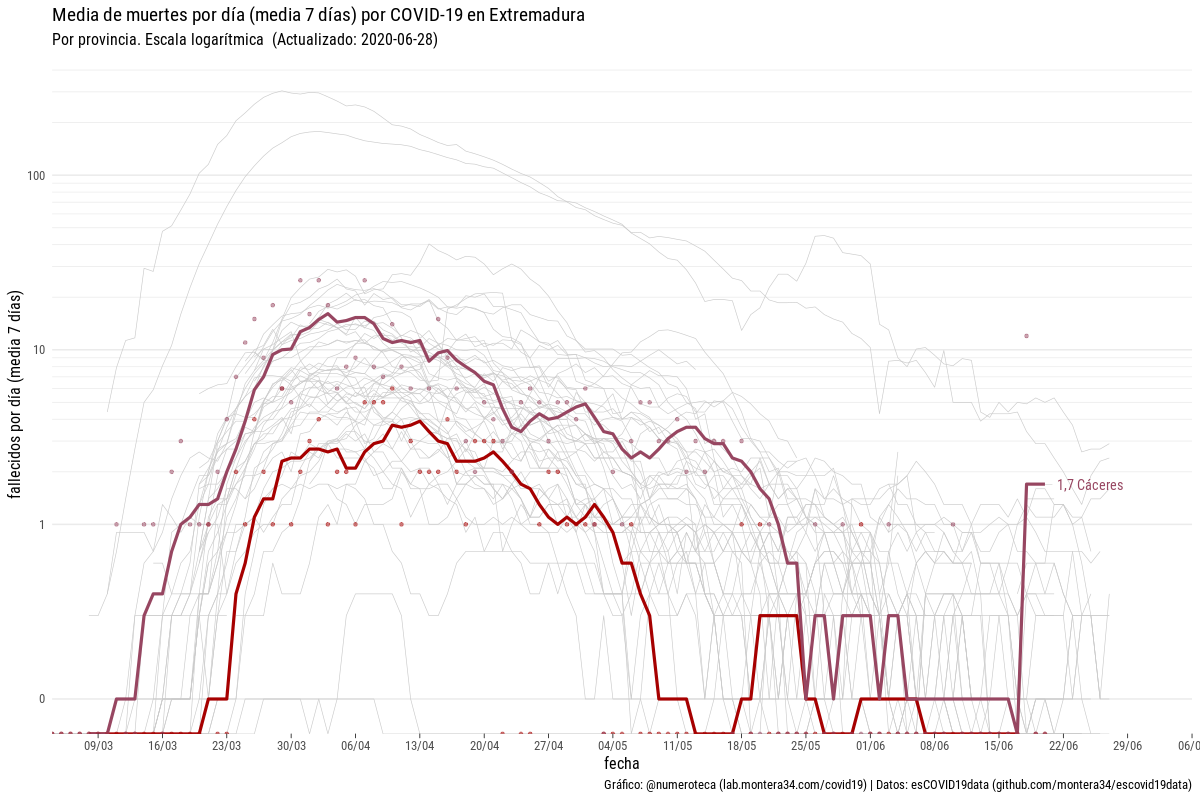 Media de muertes por día (media 7 días) por COVID-19 en Extremadura
Por provincia. Escala logarítmica (Actualizado: 2020-06-28)
fallecidos por día (media 7 días)
100
10
1
0
1,7 Cáceres
09/03 16/03 23/03 30/03 06/04 13/04 20/04 27/04 04/05 11/05 18/05 25/05 01/06 08/06 15/06 22/06 29/06 06/0
fecha
Gráfico: @numeroteca (lab.montera34.com/covid19) | Datos: esCOVID19data (github.com/montera34/escovid19data)